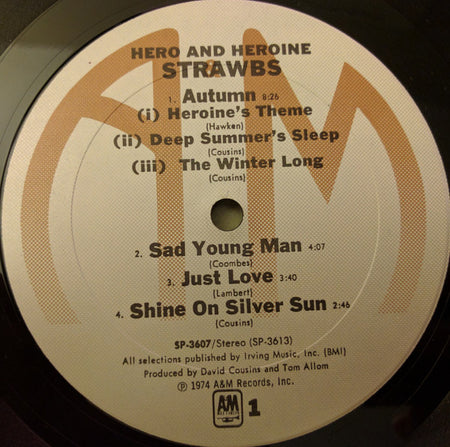 HERO AND HEROINE
STRAWBS
1. Autumn 8:26
(i) Heroine's Theme
(Hawken)
(ii) Deep Summer's Sleep
(Cousins)
(iii) The Winter Long
(Cousins)
2. Sad Young Man 4:07
(Coombes)
3. Just Love 3:40
(Lambert)
4. Shine On Silver Sun 2:46
(Cousins)
SP-3607/Stereo (SP-3613)
All selections published by Irving Music, Inc. (BMI)
Produced by David Cousins and Tom Allom
℗ 1974 A&M Records, Inc.
A&M
RECORDS
1
A&M